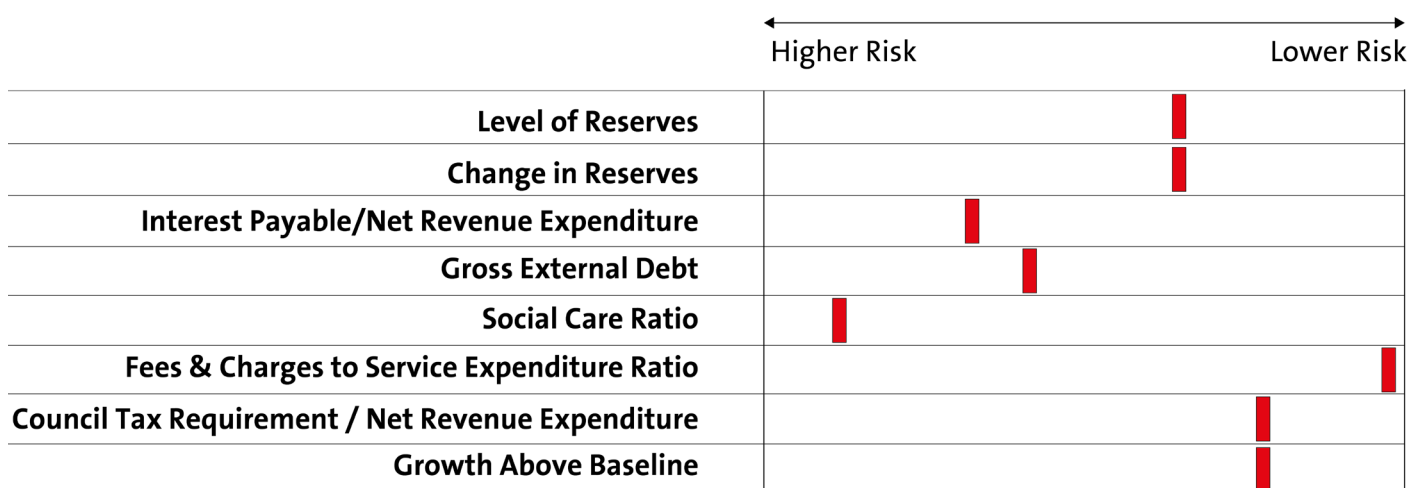 Higher Risk
Lower Risk
Level of Reserves
Change in Reserves
Interest Payable/Net Revenue Expenditure
Gross External Debt
Social Care Ratio
Fees & Charges to Service Expenditure Ratio
Council Tax Requirement / Net Revenue Expenditure
Growth Above Baseline